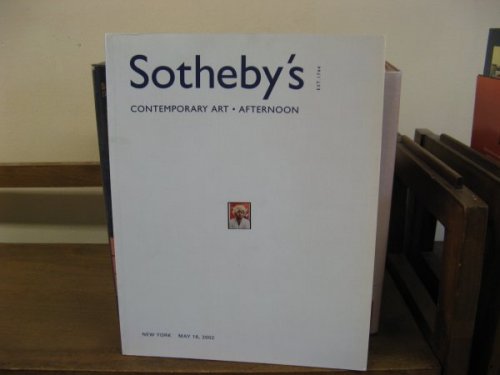 Sotheby's
EST. 1744
CONTEMPORARY ART • AFTERNOON
NEW YORK MAY 16, 2002